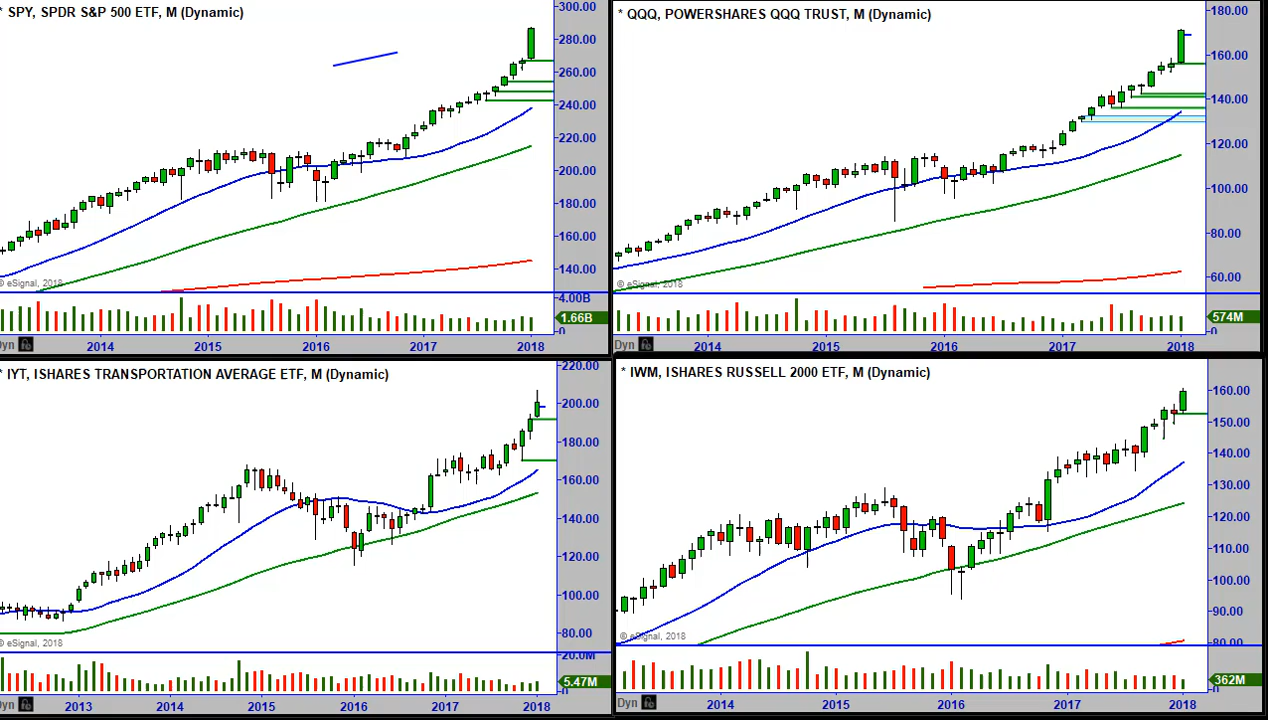 * SPY, SPDR S&P 500 ETF, M (Dynamic)
300.00
280.00
260.00
240.00
220.00
200.00
180.00
160.00
140.00
© eSignal, 2018
4.00B
1.66B
0
Dyn
2014 2015 2016 2017 2018
* QQQ, POWERSHARES QQQ TRUST, M (Dynamic)
180.00
160.00
140.00
120.00
100.00
80.00
60.00
© eSignal, 2018
574M
0
Dyn
2014 2015 2016 2017 2018
* IYT, ISHARES TRANSPORTATION AVERAGE ETF, M (Dynamic)
220.00
200.00
180.00
160.00
140.00
120.00
100.00
80.00
© eSignal, 2018
20.0M
5.47M
0
Dyn
2013 2014 2015 2016 2017 2018
* IWM, ISHARES RUSSELL 2000 ETF, M (Dynamic)
160.00
150.00
140.00
130.00
120.00
110.00
100.00
90.00
80.00
© eSignal, 2018
362M
0
Dyn
2014 2015 2016 2017 2018